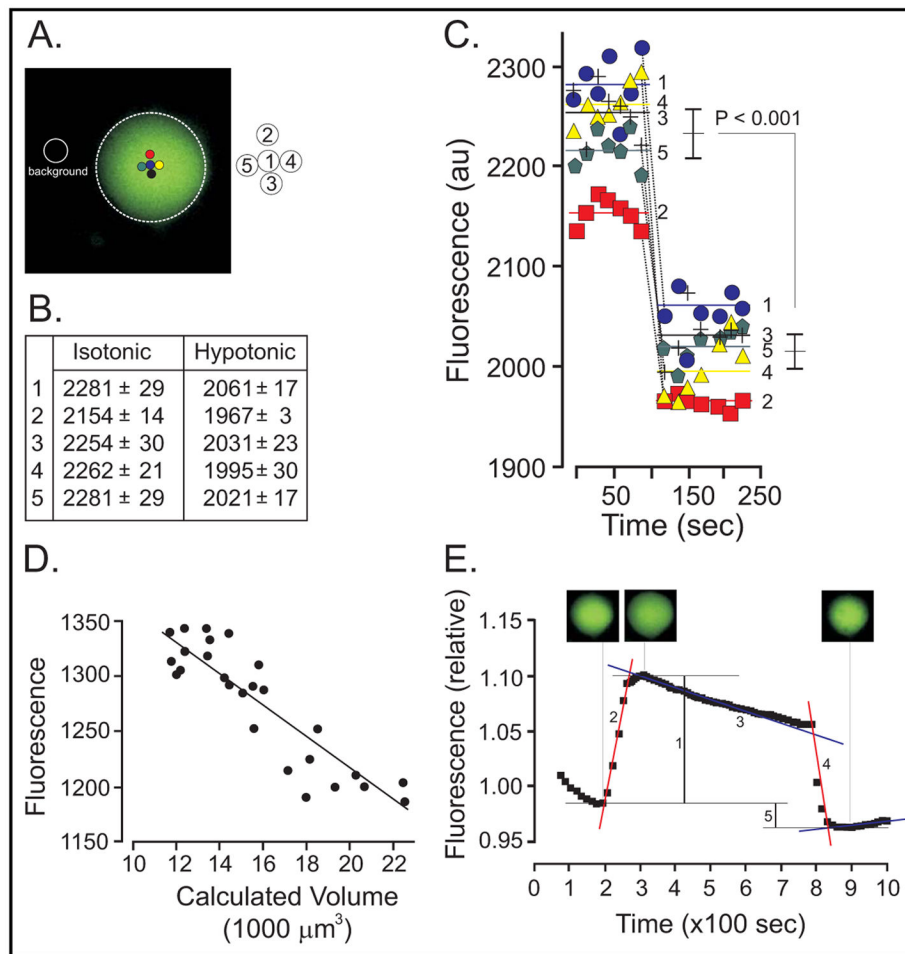 A.
background
2
5 1 4
3
B.
Isotonic Hypotonic
1 2281 ± 29 2061 ± 17
2 2154 ± 14 1967 ± 3
3 2254 ± 30 2031 ± 23
4 2262 ± 21 1995 ± 30
5 2281 ± 29 2021 ± 17
C.
Fluorescence (au)
2300
2200
2100
2000
1900
1
4
3
5
2
P < 0.001
1
3
5
4
2
50 150 250
Time (sec)
D.
Fluorescence
1350
1300
1250
1200
1150
10 12 14 16 18 20 22
Calculated Volume
(1000 µm³)
E.
Fluorescence (relative)
1.15
1.10
1.05
1.00
0.95
2
1
3
4
5
0 1 2 3 4 5 6 7 8 9 10
Time (x100 sec)